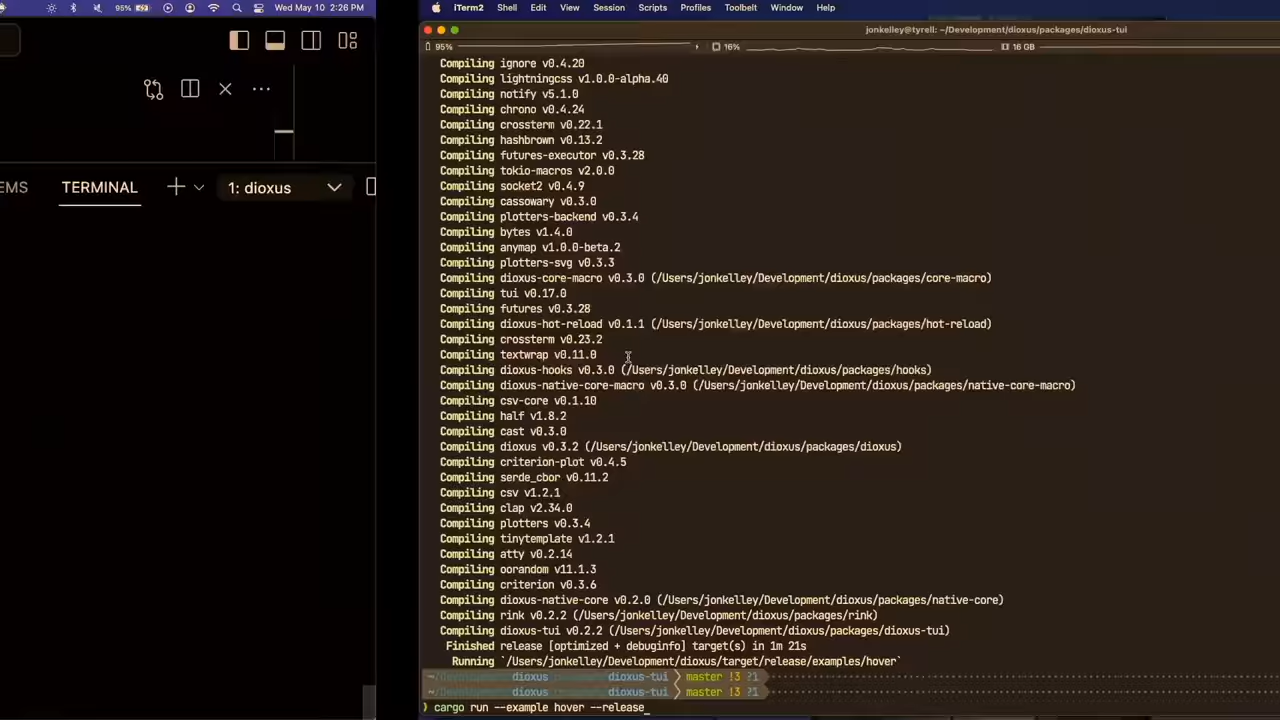 95% Wed May 10 2:26 PM
EMS TERMINAL 1: dioxus
iTerm2 Shell Edit View Session Scripts Profiles Toolbelt Window Help
jonkelley@tyrell: ~/Development/dioxus/packages/dioxus-tui
95% 16% 16 GB
Compiling ignore v0.4.20
Compiling lightningcss v1.0.0-alpha.40
Compiling notify v5.1.0
Compiling chrono v0.4.24
Compiling crossterm v0.22.1
Compiling hashbrown v0.13.2
Compiling futures-executor v0.3.28
Compiling tokio-macros v2.0.0
Compiling socket2 v0.4.9
Compiling cassowary v0.3.0
Compiling plotters-backend v0.3.4
Compiling bytes v1.4.0
Compiling anymap v1.0.0-beta.2
Compiling plotters-svg v0.3.3
Compiling dioxus-core-macro v0.3.0 (/Users/jonkelley/Development/dioxus/packages/core-macro)
Compiling tui v0.17.0
Compiling futures v0.3.28
Compiling dioxus-hot-reload v0.1.1 (/Users/jonkelley/Development/dioxus/packages/hot-reload)
Compiling crossterm v0.23.2
Compiling textwrap v0.11.0
Compiling dioxus-hooks v0.3.0 (/Users/jonkelley/Development/dioxus/packages/hooks)
Compiling dioxus-native-core-macro v0.3.0 (/Users/jonkelley/Development/dioxus/packages/native-core-macro)
Compiling csv-core v0.1.10
Compiling half v1.8.2
Compiling cast v0.3.0
Compiling dioxus v0.3.2 (/Users/jonkelley/Development/dioxus/packages/dioxus)
Compiling criterion-plot v0.4.5
Compiling serde_cbor v0.11.2
Compiling csv v1.2.1
Compiling clap v2.34.0
Compiling plotters v0.3.4
Compiling tinytemplate v1.2.1
Compiling atty v0.2.14
Compiling oorandom v11.1.3
Compiling criterion v0.3.6
Compiling dioxus-native-core v0.2.0 (/Users/jonkelley/Development/dioxus/packages/native-core)
Compiling rink v0.2.2 (/Users/jonkelley/Development/dioxus/packages/rink)
Compiling dioxus-tui v0.2.2 (/Users/jonkelley/Development/dioxus/packages/dioxus-tui)
Finished release [optimized + debuginfo] target(s) in 1m 21s
Running `/Users/jonkelley/Development/dioxus/target/release/examples/hover`
dioxus dioxus-tui master !3 ?1
dioxus dioxus-tui master !3 ?1
❯ cargo run --example hover --release